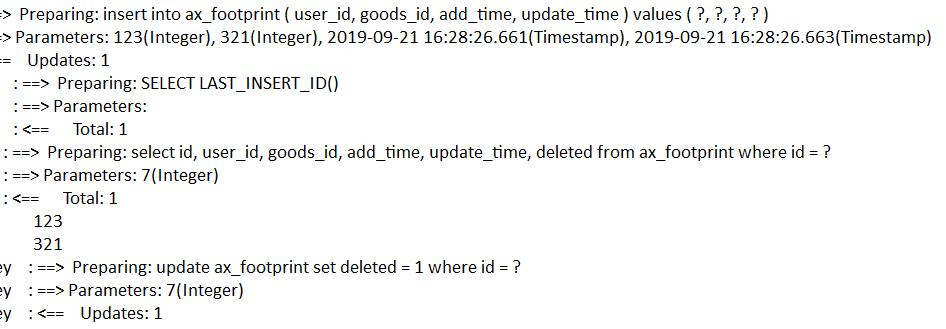 => Preparing: insert into ax_footprint ( user_id, goods_id, add_time, update_time ) values ( ?, ?, ?, ? )
=> Parameters: 123(Integer), 321(Integer), 2019-09-21 16:28:26.661(Timestamp), 2019-09-21 16:28:26.663(Timestamp)
== Updates: 1
: ==> Preparing: SELECT LAST_INSERT_ID()
: ==> Parameters:
: <== Total: 1
: ==> Preparing: select id, user_id, goods_id, add_time, update_time, deleted from ax_footprint where id = ?
: ==> Parameters: 7(Integer)
: <== Total: 1
123
321
ey : ==> Preparing: update ax_footprint set deleted = 1 where id = ?
ey : ==> Parameters: 7(Integer)
ey : <== Updates: 1